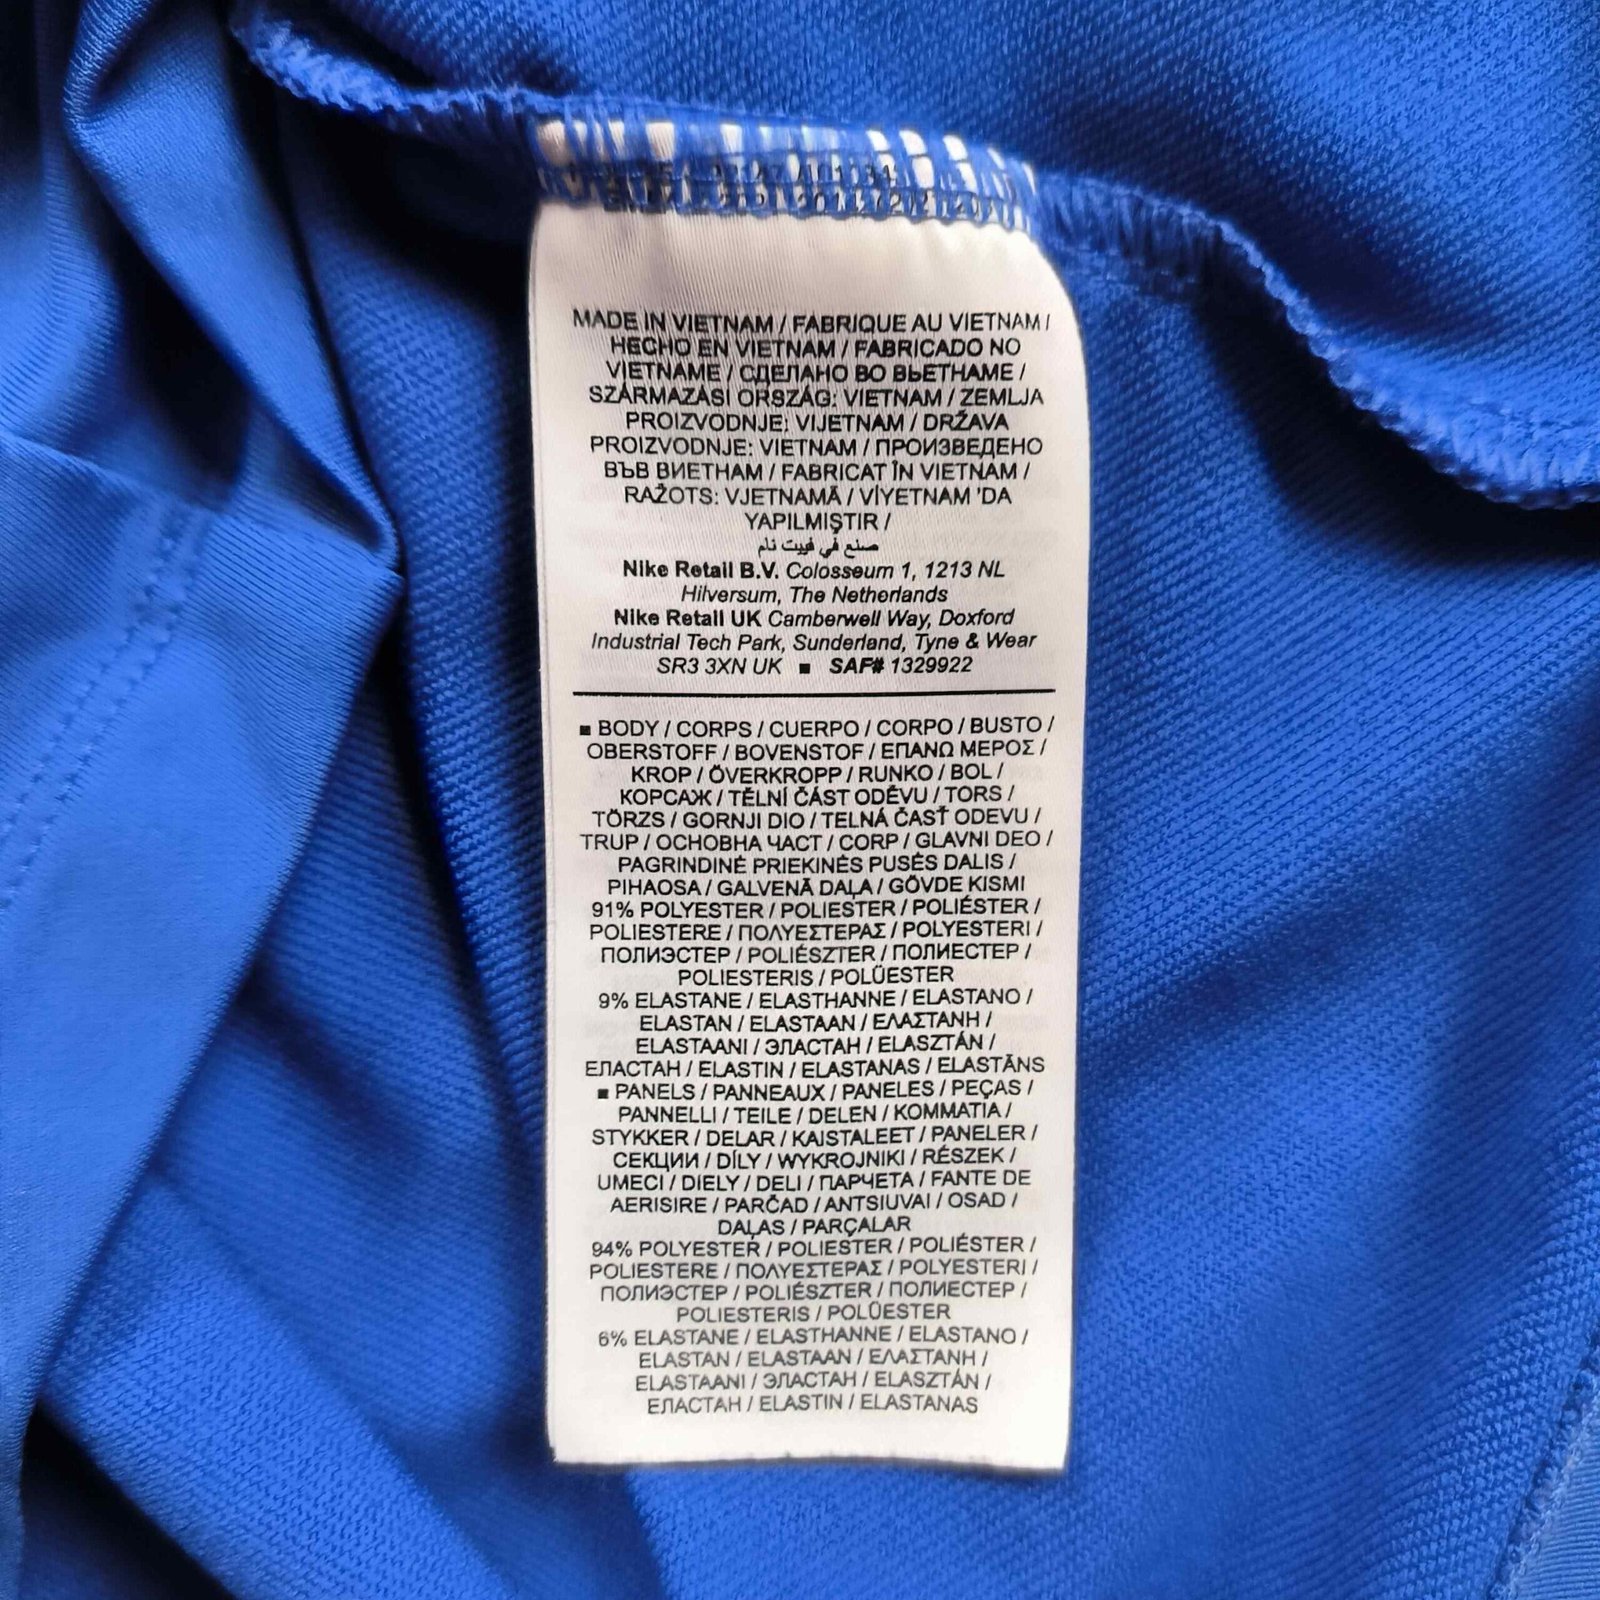 MADE IN VIETNAM / FABRIQUE AU VIETNAM /
HECHO EN VIETNAM / FABRICADO NO
VIETNAME / СДЕЛАНО ВО ВЬЕТНАМЕ /
SZÁRMAZÁSI ORSZÁG: VIETNAM / ZEMLJA
PROIZVODNJE: VIJETNAM / DRŽAVA
PROIZVODNJE: VIETNAM / ПРОИЗВЕДЕНО
ВЪВ ВИЕТНАМ / FABRICAT ÎN VIETNAM /
RAŽOTS: VJETNAMĀ / VİYETNAM 'DA
YAPILMIŞTIR /
صنع في فييت نام
Nike Retail B.V. Colosseum 1, 1213 NL
Hilversum, The Netherlands
Nike Retail UK Camberwell Way, Doxford
Industrial Tech Park, Sunderland, Tyne & Wear
SR3 3XN UK ■ SAF# 1329922
■ BODY / CORPS / CUERPO / CORPO / BUSTO /
OBERSTOFF / BOVENSTOF / ΕΠΑΝΩ ΜΕΡΟΣ /
KROP / ÖVERKROPP / RUNKO / BOL /
КОРСАЖ / TĚLNÍ ČÁST ODĚVU / TORS /
TÖRZS / GORNJI DIO / TELNÁ ČASŤ ODEVU /
TRUP / ОСНОВНА ЧАСТ / CORP / GLAVNI DEO /
PAGRINDINĖ PRIEKINĖS PUSĖS DALIS /
PIHAOSA / GALVENĀ DAĻA / GÖVDE KISMI
91% POLYESTER / POLIESTER / POLIÉSTER /
POLIESTERE / ΠΟΛΥΕΣΤΕΡΑΣ / POLYESTERI /
ПОЛИЭСТЕР / POLIÉSZTER / ПОЛИЕСТЕР /
POLIESTERIS / POLÜESTER
9% ELASTANE / ELASTHANNE / ELASTANO /
ELASTAN / ELASTAAN / ΕΛΑΣΤΑΝΗ /
ELASTAANI / ЭЛАСТАН / ELASZTÁN /
ЕЛАСТАН / ELASTIN / ELASTANAS / ELASTĀNS
■ PANELS / PANNEAUX / PANELES / PEÇAS /
PANNELLI / TEILE / DELEN / ΚΟΜΜΑΤΙΑ /
STYKKER / DELAR / KAISTALEET / PANELER /
СЕКЦИИ / DÍLY / WYKROJNIKI / RÉSZEK /
UMECI / DIELY / DELI / ПАРЧЕТА / FANTE DE
AERISIRE / PARČAD / ANTSIUVAI / OSAD /
DAĻAS / PARÇALAR
94% POLYESTER / POLIESTER / POLIÉSTER /
POLIESTERE / ΠΟΛΥΕΣΤΕΡΑΣ / POLYESTERI /
ПОЛИЭСТЕР / POLIÉSZTER / ПОЛИЕСТЕР /
POLIESTERIS / POLÜESTER
6% ELASTANE / ELASTHANNE / ELASTANO /
ELASTAN / ELASTAAN / ΕΛΑΣΤΑΝΗ /
ELASTAANI / ЭЛАСТАН / ELASZTÁN /
ЕЛАСТАН / ELASTIN / ELASTANAS